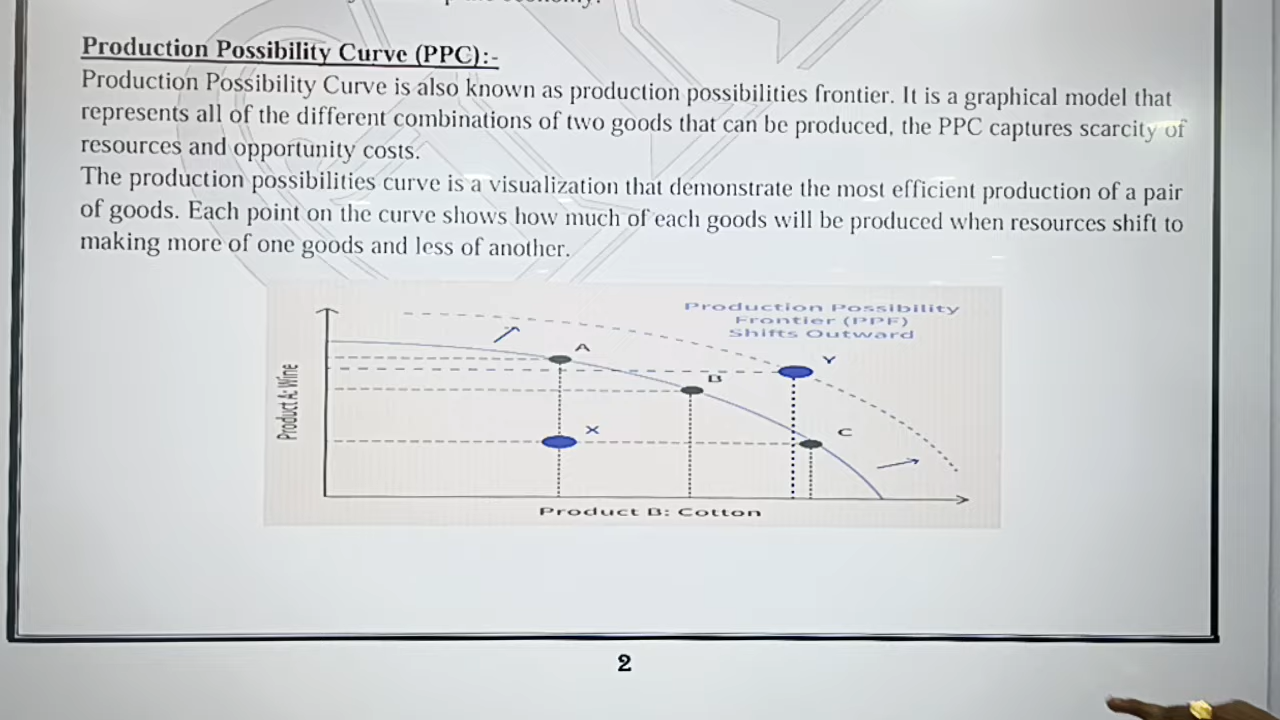 Production Possibility Curve (PPC):-
Production Possibility Curve is also known as production possibilities frontier. It is a graphical model that
represents all of the different combinations of two goods that can be produced, the PPC captures scarcity of
resources and opportunity costs.
The production possibilities curve is a visualization that demonstrate the most efficient production of a pair
of goods. Each point on the curve shows how much of each goods will be produced when resources shift to
making more of one goods and less of another.
Production Possibility
Frontier (PPF)
Shifts Outward
A
Y
B
X
C
Product A: Wine
Product B: Cotton
2